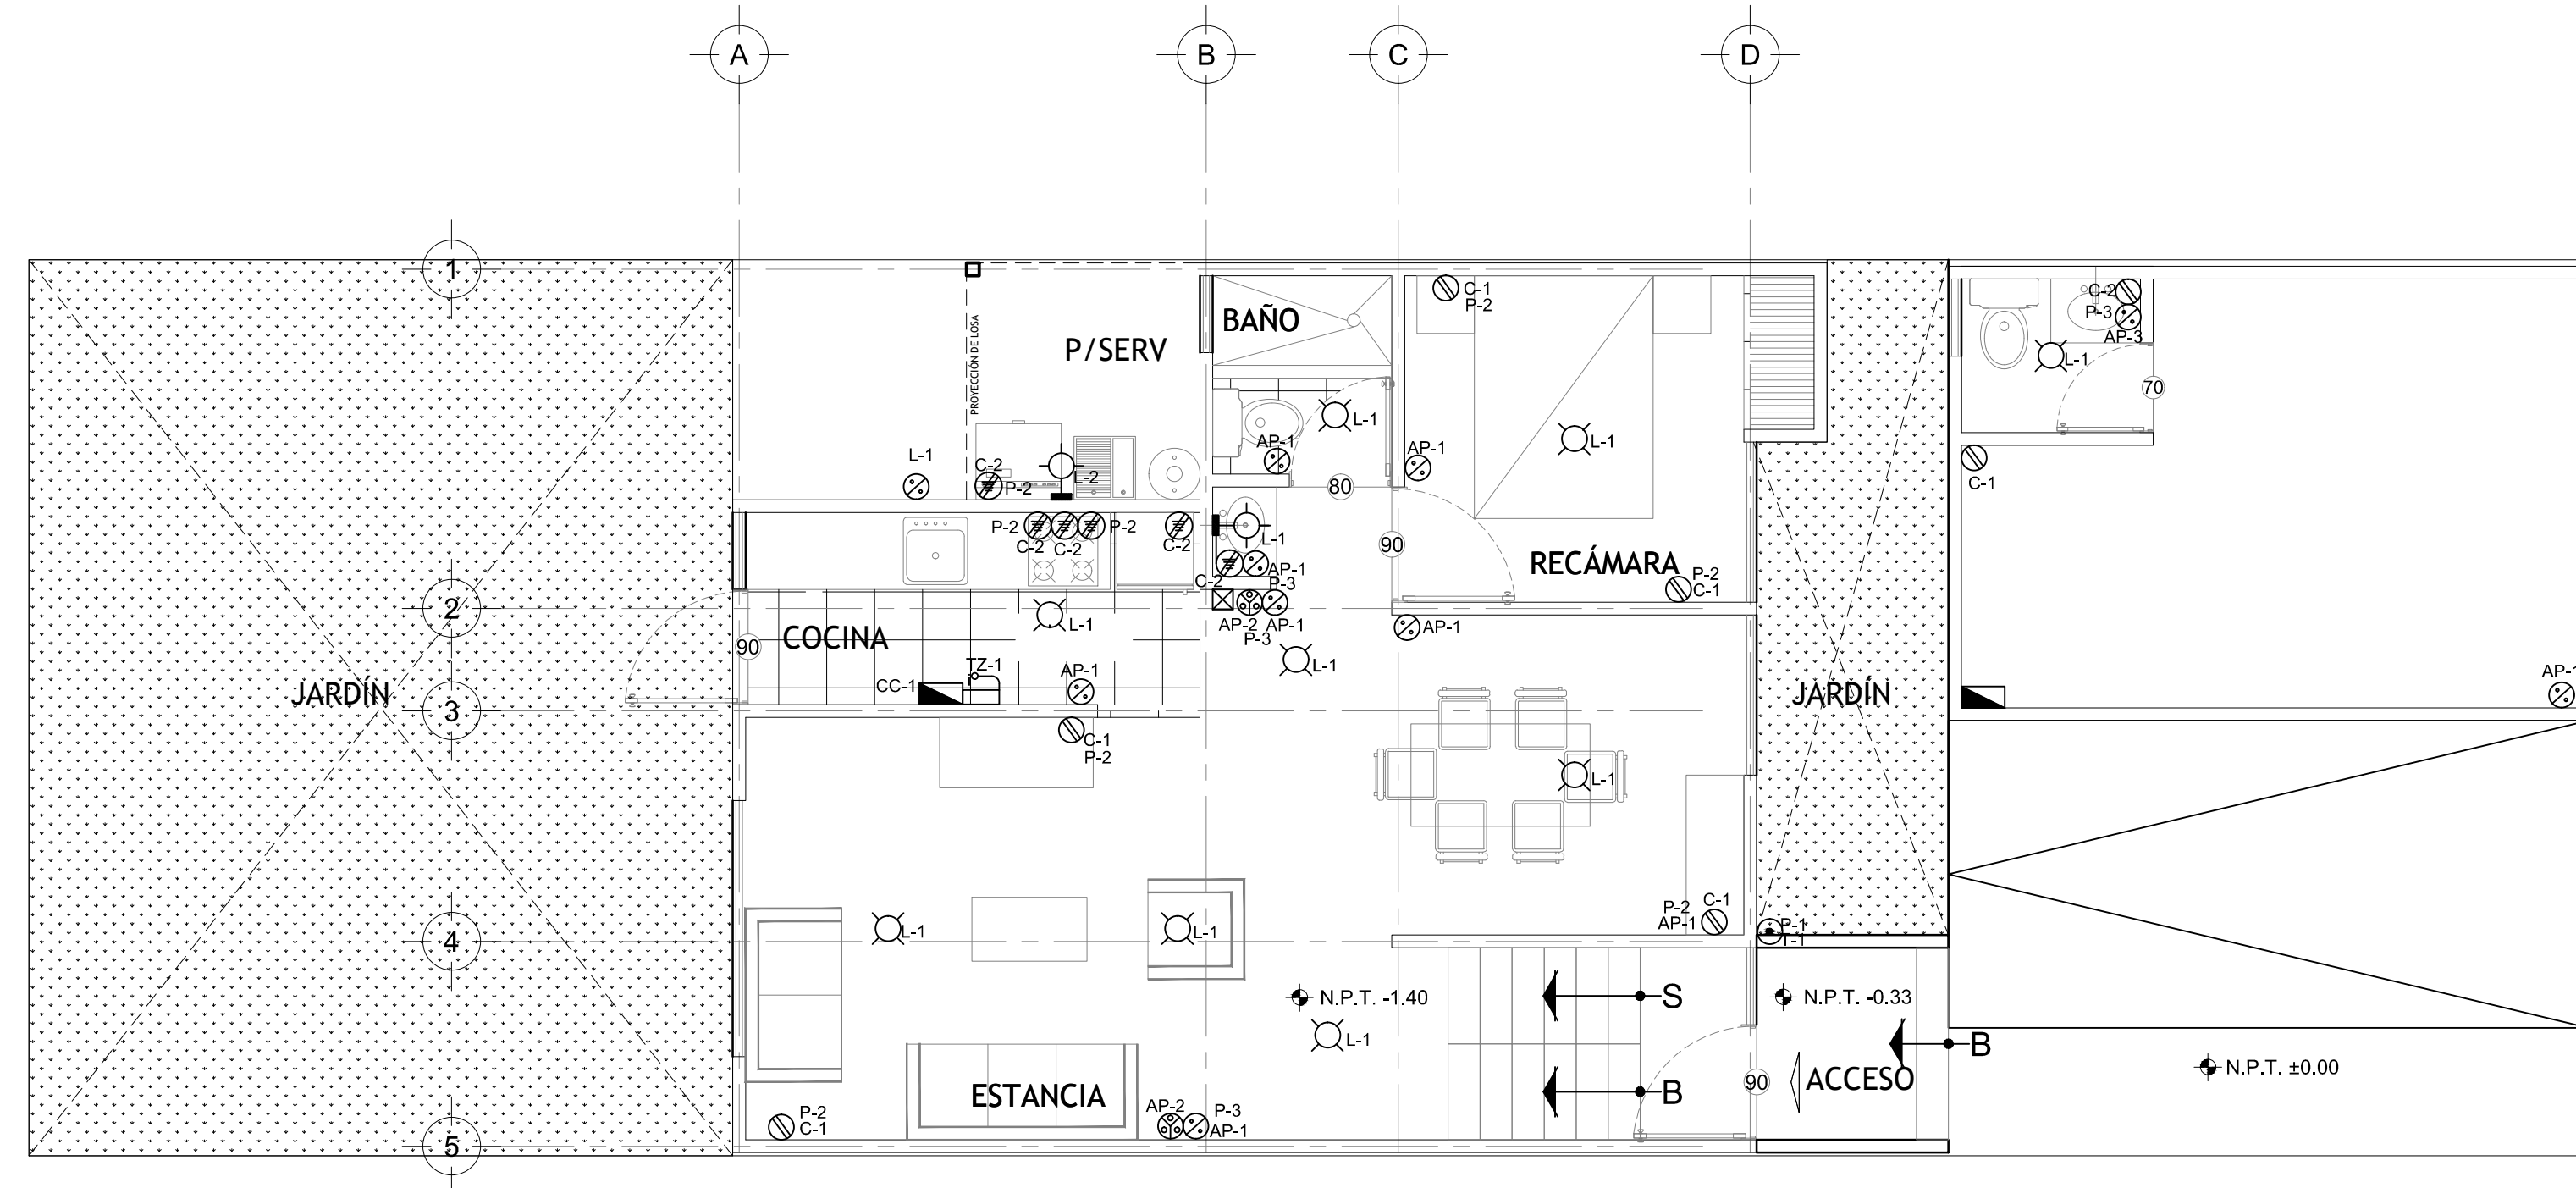 A
B
C
D
1
2
3
4
5
JARDÍN
PROYECCIÓN DE LOSA
P/SERV
L-1
C-2
P-2
L-2
BAÑO
L-1
AP-1
80
C-1
P-2
L-1
AP-1
90
RECÁMARA
P-2
C-1
P-2
C-2
C-2
P-2
C-2
L-1
AP-1
C-2
P-3
AP-2
AP-1
P-3
L-1
AP-1
COCINA
90
L-1
CC-1
TZ-1
AP-1
C-1
P-2
L-1
P-2
C-1
AP-1
L-1
L-1
N.P.T. -1.40
L-1
ESTANCIA
P-2
C-1
AP-2
P-3
AP-1
S
B
90
JARDÍN
P-1
T-1
N.P.T. -0.33
ACCESO
B
N.P.T. ±0.00
C-2
P-3
AP-3
L-1
70
C-1
AP-1